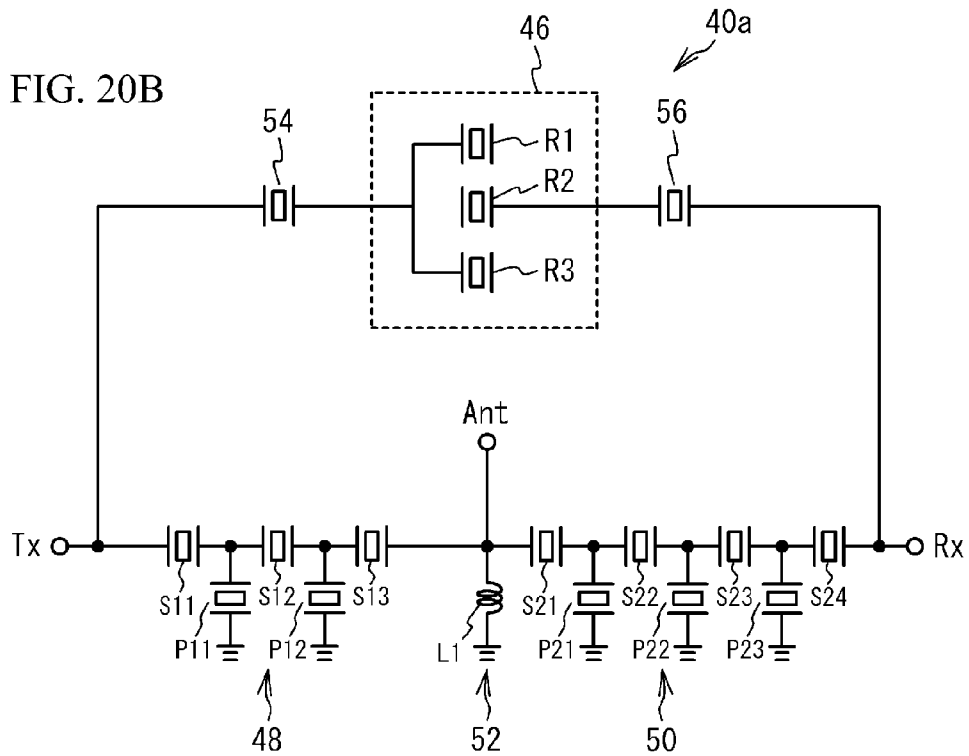 FIG. 20B
46
40a
54
56
R1
R2
R3
Ant
Tx
Rx
S11
S12
S13
S21
S22
S23
S24
P11
P12
L1
P21
P22
P23
48
52
50